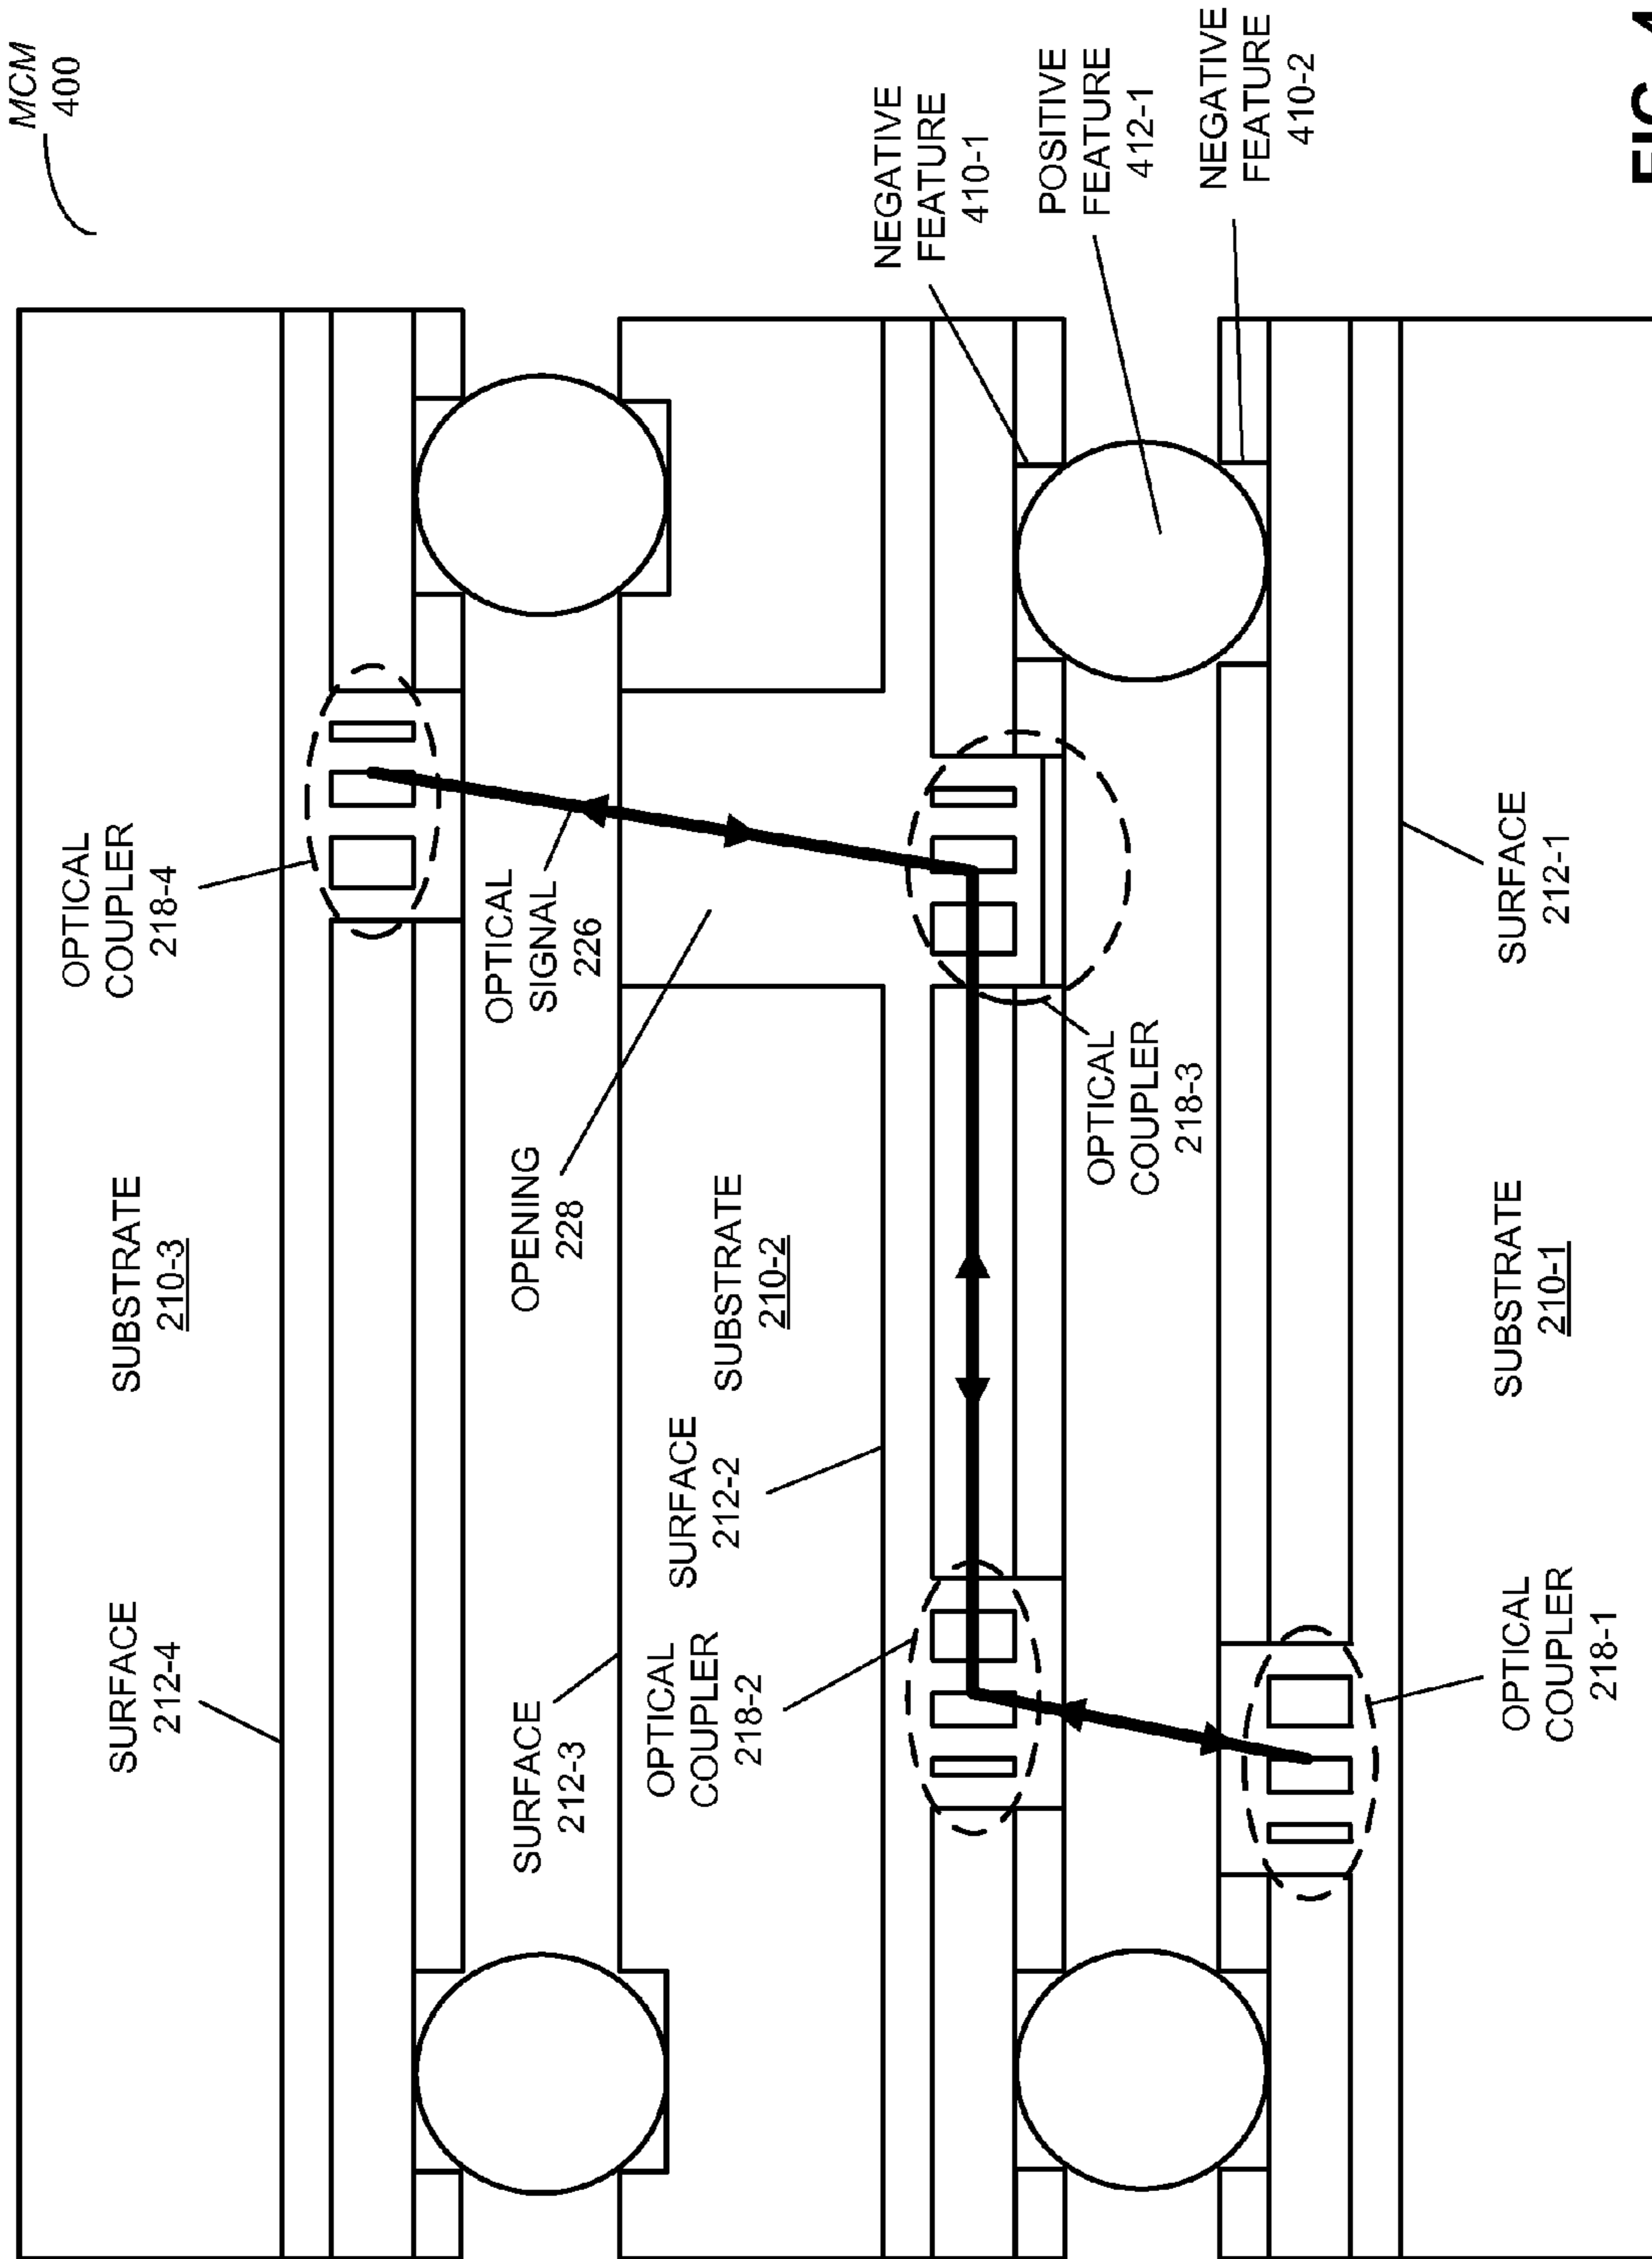 MCM
400
SURFACE
212-4
SUBSTRATE
210-3
OPTICAL
COUPLER
218-4
SURFACE
212-3
OPENING
228
OPTICAL
SIGNAL
226
OPTICAL
COUPLER
218-2
SURFACE
212-2
SUBSTRATE
210-2
NEGATIVE
FEATURE
410-1
POSITIVE
FEATURE
412-1
OPTICAL
COUPLER
218-3
NEGATIVE
FEATURE
410-2
OPTICAL
COUPLER
218-1
SUBSTRATE
210-1
SURFACE
212-1
FIG. 4